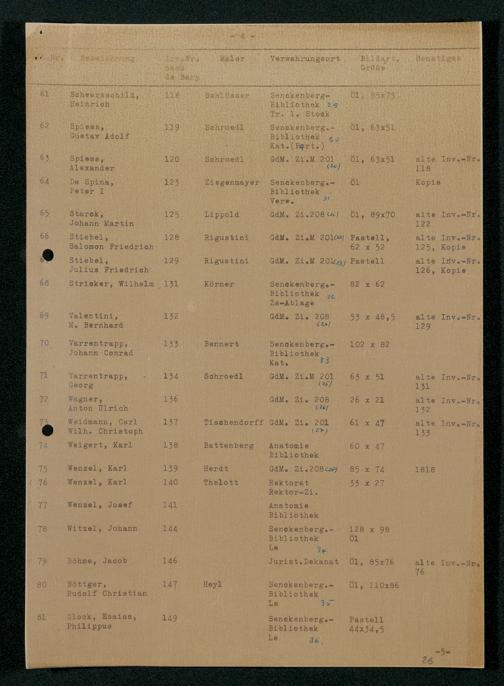 - 4 -
Nr. Bezeichnung Inv.Nr. nach de Bary Maler Verwahrungsort Bildart, Größe Sonstiges
61 Schwarzschild, Heinrich 118 Schlösser Senckenberg.-Bibliothek Tr. 1. Stock Öl, 85x73
62 Spiess, Gustav Adolf 119 Schroedl Senckenberg.-Bibliothek Kat. Öl, 63x51
63 Spiess, Alexander 120 Schroedl GdM. Zi.M 201 Öl, 63x51 alte Inv.-Nr. 118
64 De Spina, Peter I 123 Ziegenmayer Senckenberg.-Bibliothek Verw. 31 Öl Kopie
65 Starck, Johann Martin 125 Lippold GdM. Zi.208 Öl, 89x70 alte Inv.-Nr. 122
66 Stiebel, Salomon Friedrich 128 Rigustini GdM. Zi.M 201 Pastell, 62 x 52 alte Inv.-Nr. 125, Kopie
Stiebel, Julius Friedrich 129 Rigustini GdM. Zi.M 201 Pastell alte Inv.-Nr. 126, Kopie
68 Stricker, Wilhelm 131 Körner Senckenberg.-Bibliothek Zs-Ablage 82 x 62
69 Valentini, M. Bernhard 132 GdM. Zi. 208 53 x 48,5 alte Inv.-Nr. 129
70 Varrentrapp, Johann Conrad 133 Bennert Senckenberg.-Bibliothek Kat. 33 102 x 82
71 Varrentrapp, Georg 134 Schroedl GdM. Zi.M 201 63 x 51 alte Inv.-Nr. 131
72 Wagner, Anton Ulrich 136 GdM. Zi. 208 26 x 21 alte Inv.-Nr. 132
Weidmann, Carl Wilh. Christoph 137 Tischendorff GdM. Zi. 201 61 x 47 alte Inv.-Nr. 133
74 Weigert, Karl 138 Battenberg Anatomie Bibliothek 60 x 47
75 Wenzel, Karl 139 Herdt GdM. Zi.208 85 x 74 1818
76 Wenzel, Karl 140 Thelott Rektorat Rektor-Zi. 33 x 27
77 Wenzel, Josef 141 Anatomie Bibliothek
78 Witzel, Johann 144 Senckenberg.-Bibliothek Ls 34 128 x 98 Öl
79 Böhme, Jacob 146 Jurist.Dekanat Öl, 85x76 alte Inv.-Nr. 76
80 Böttger, Rudolf Christian 147 Heyl Senckenberg.-Bibliothek Ls 35 Öl, 110x86
81 Glock, Esaias, Philippus 149 Senckenberg.-Bibliothek Ls 36 Pastell 44x34,5
-5-